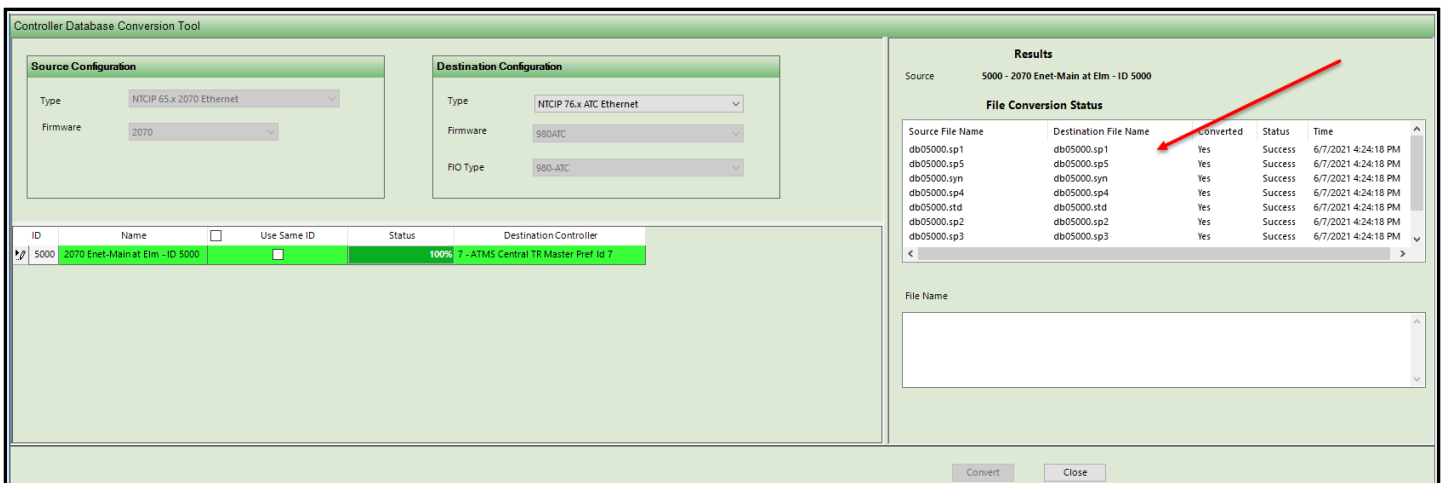 Controller Database Conversion Tool
Source Configuration
Type
NTCIP 65.x 2070 Ethernet
Firmware
2070
Destination Configuration
Type
NTCIP 76.x ATC Ethernet
Firmware
980ATC
FIO Type
980-ATC
ID Name Use Same ID Status Destination Controller
5000 2070 Enet-Main at Elm - ID 5000 100% 7 - ATMS Central TR Master Pref Id 7
Results
Source 5000 - 2070 Enet-Main at Elm - ID 5000
File Conversion Status
Source File Name Destination File Name Converted Status Time
db05000.sp1 db05000.sp1 Yes Success 6/7/2021 4:24:18 PM
db05000.sp5 db05000.sp5 Yes Success 6/7/2021 4:24:18 PM
db05000.syn db05000.syn Yes Success 6/7/2021 4:24:18 PM
db05000.sp4 db05000.sp4 Yes Success 6/7/2021 4:24:18 PM
db05000.std db05000.std Yes Success 6/7/2021 4:24:18 PM
db05000.sp2 db05000.sp2 Yes Success 6/7/2021 4:24:18 PM
db05000.sp3 db05000.sp3 Yes Success 6/7/2021 4:24:18 PM
File Name
Convert Close